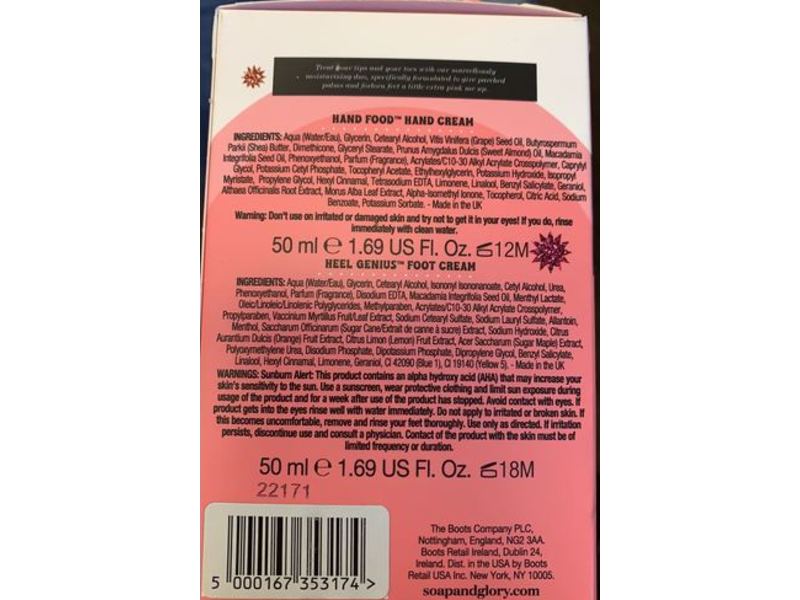 Treat your tips and your toes with our marvellously
moisturising duo, specifically formulated to give parched
palms and forlorn feet a little extra pink me up.
HAND FOOD™ HAND CREAM
INGREDIENTS: Aqua (Water/Eau), Glycerin, Cetearyl Alcohol, Vitis Vinifera (Grape) Seed Oil, Butyrospermum
Parkii (Shea) Butter, Dimethicone, Glyceryl Stearate, Prunus Amygdalus Dulcis (Sweet Almond) Oil, Macadamia
Integrifolia Seed Oil, Phenoxyethanol, Parfum (Fragrance), Acrylates/C10-30 Alkyl Acrylate Crosspolymer, Caprylyl
Glycol, Potassium Cetyl Phosphate, Tocopheryl Acetate, Ethylhexylglycerin, Potassium Hydroxide, Isopropyl
Myristate, Propylene Glycol, Hexyl Cinnamal, Tetrasodium EDTA, Limonene, Linalool, Benzyl Salicylate, Geraniol,
Althaea Officinalis Root Extract, Morus Alba Leaf Extract, Alpha-Isomethyl Ionone, Tocopherol, Citric Acid, Sodium
Benzoate, Potassium Sorbate. - Made in the UK
Warning: Don't use on irritated or damaged skin and try not to get it in your eyes! If you do, rinse
immediately with clean water.
50 ml ℮ 1.69 US Fl. Oz. 12M
HEEL GENIUS™ FOOT CREAM
INGREDIENTS: Aqua (Water/Eau), Glycerin, Cetearyl Alcohol, Isononyl Isononanoate, Cetyl Alcohol, Urea,
Phenoxyethanol, Parfum (Fragrance), Disodium EDTA, Macadamia Integrifolia Seed Oil, Menthyl Lactate,
Oleic/Linoleic/Linolenic Polyglycerides, Methylparaben, Acrylates/C10-30 Alkyl Acrylate Crosspolymer,
Propylparaben, Vaccinium Myrtillus Fruit/Leaf Extract, Sodium Cetearyl Sulfate, Sodium Lauryl Sulfate, Allantoin,
Menthol, Saccharum Officinarum (Sugar Cane/Extrait de canne à sucre) Extract, Sodium Hydroxide, Citrus
Aurantium Dulcis (Orange) Fruit Extract, Citrus Limon (Lemon) Fruit Extract, Acer Saccharum (Sugar Maple) Extract,
Polyoxymethylene Urea, Disodium Phosphate, Dipotassium Phosphate, Dipropylene Glycol, Benzyl Salicylate,
Linalool, Hexyl Cinnamal, Limonene, Geraniol, CI 42090 (Blue 1), CI 19140 (Yellow 5). - Made in the UK
WARNINGS: Sunburn Alert: This product contains an alpha hydroxy acid (AHA) that may increase your
skin's sensitivity to the sun. Use a sunscreen, wear protective clothing and limit sun exposure during
usage of the product and for a week after use of the product has stopped. Avoid contact with eyes. If
product gets into the eyes rinse well with water immediately. Do not apply to irritated or broken skin. If
this becomes uncomfortable, remove and rinse your feet thoroughly. Use only as directed. If irritation
persists, discontinue use and consult a physician. Contact of the product with the skin must be of
limited frequency or duration.
50 ml ℮ 1.69 US Fl. Oz. 18M
22171
5 000167 353174 >
The Boots Company PLC,
Nottingham, England, NG2 3AA.
Boots Retail Ireland, Dublin 24,
Ireland. Dist. in the USA by Boots
Retail USA Inc. New York, NY 10005.
soapandglory.com